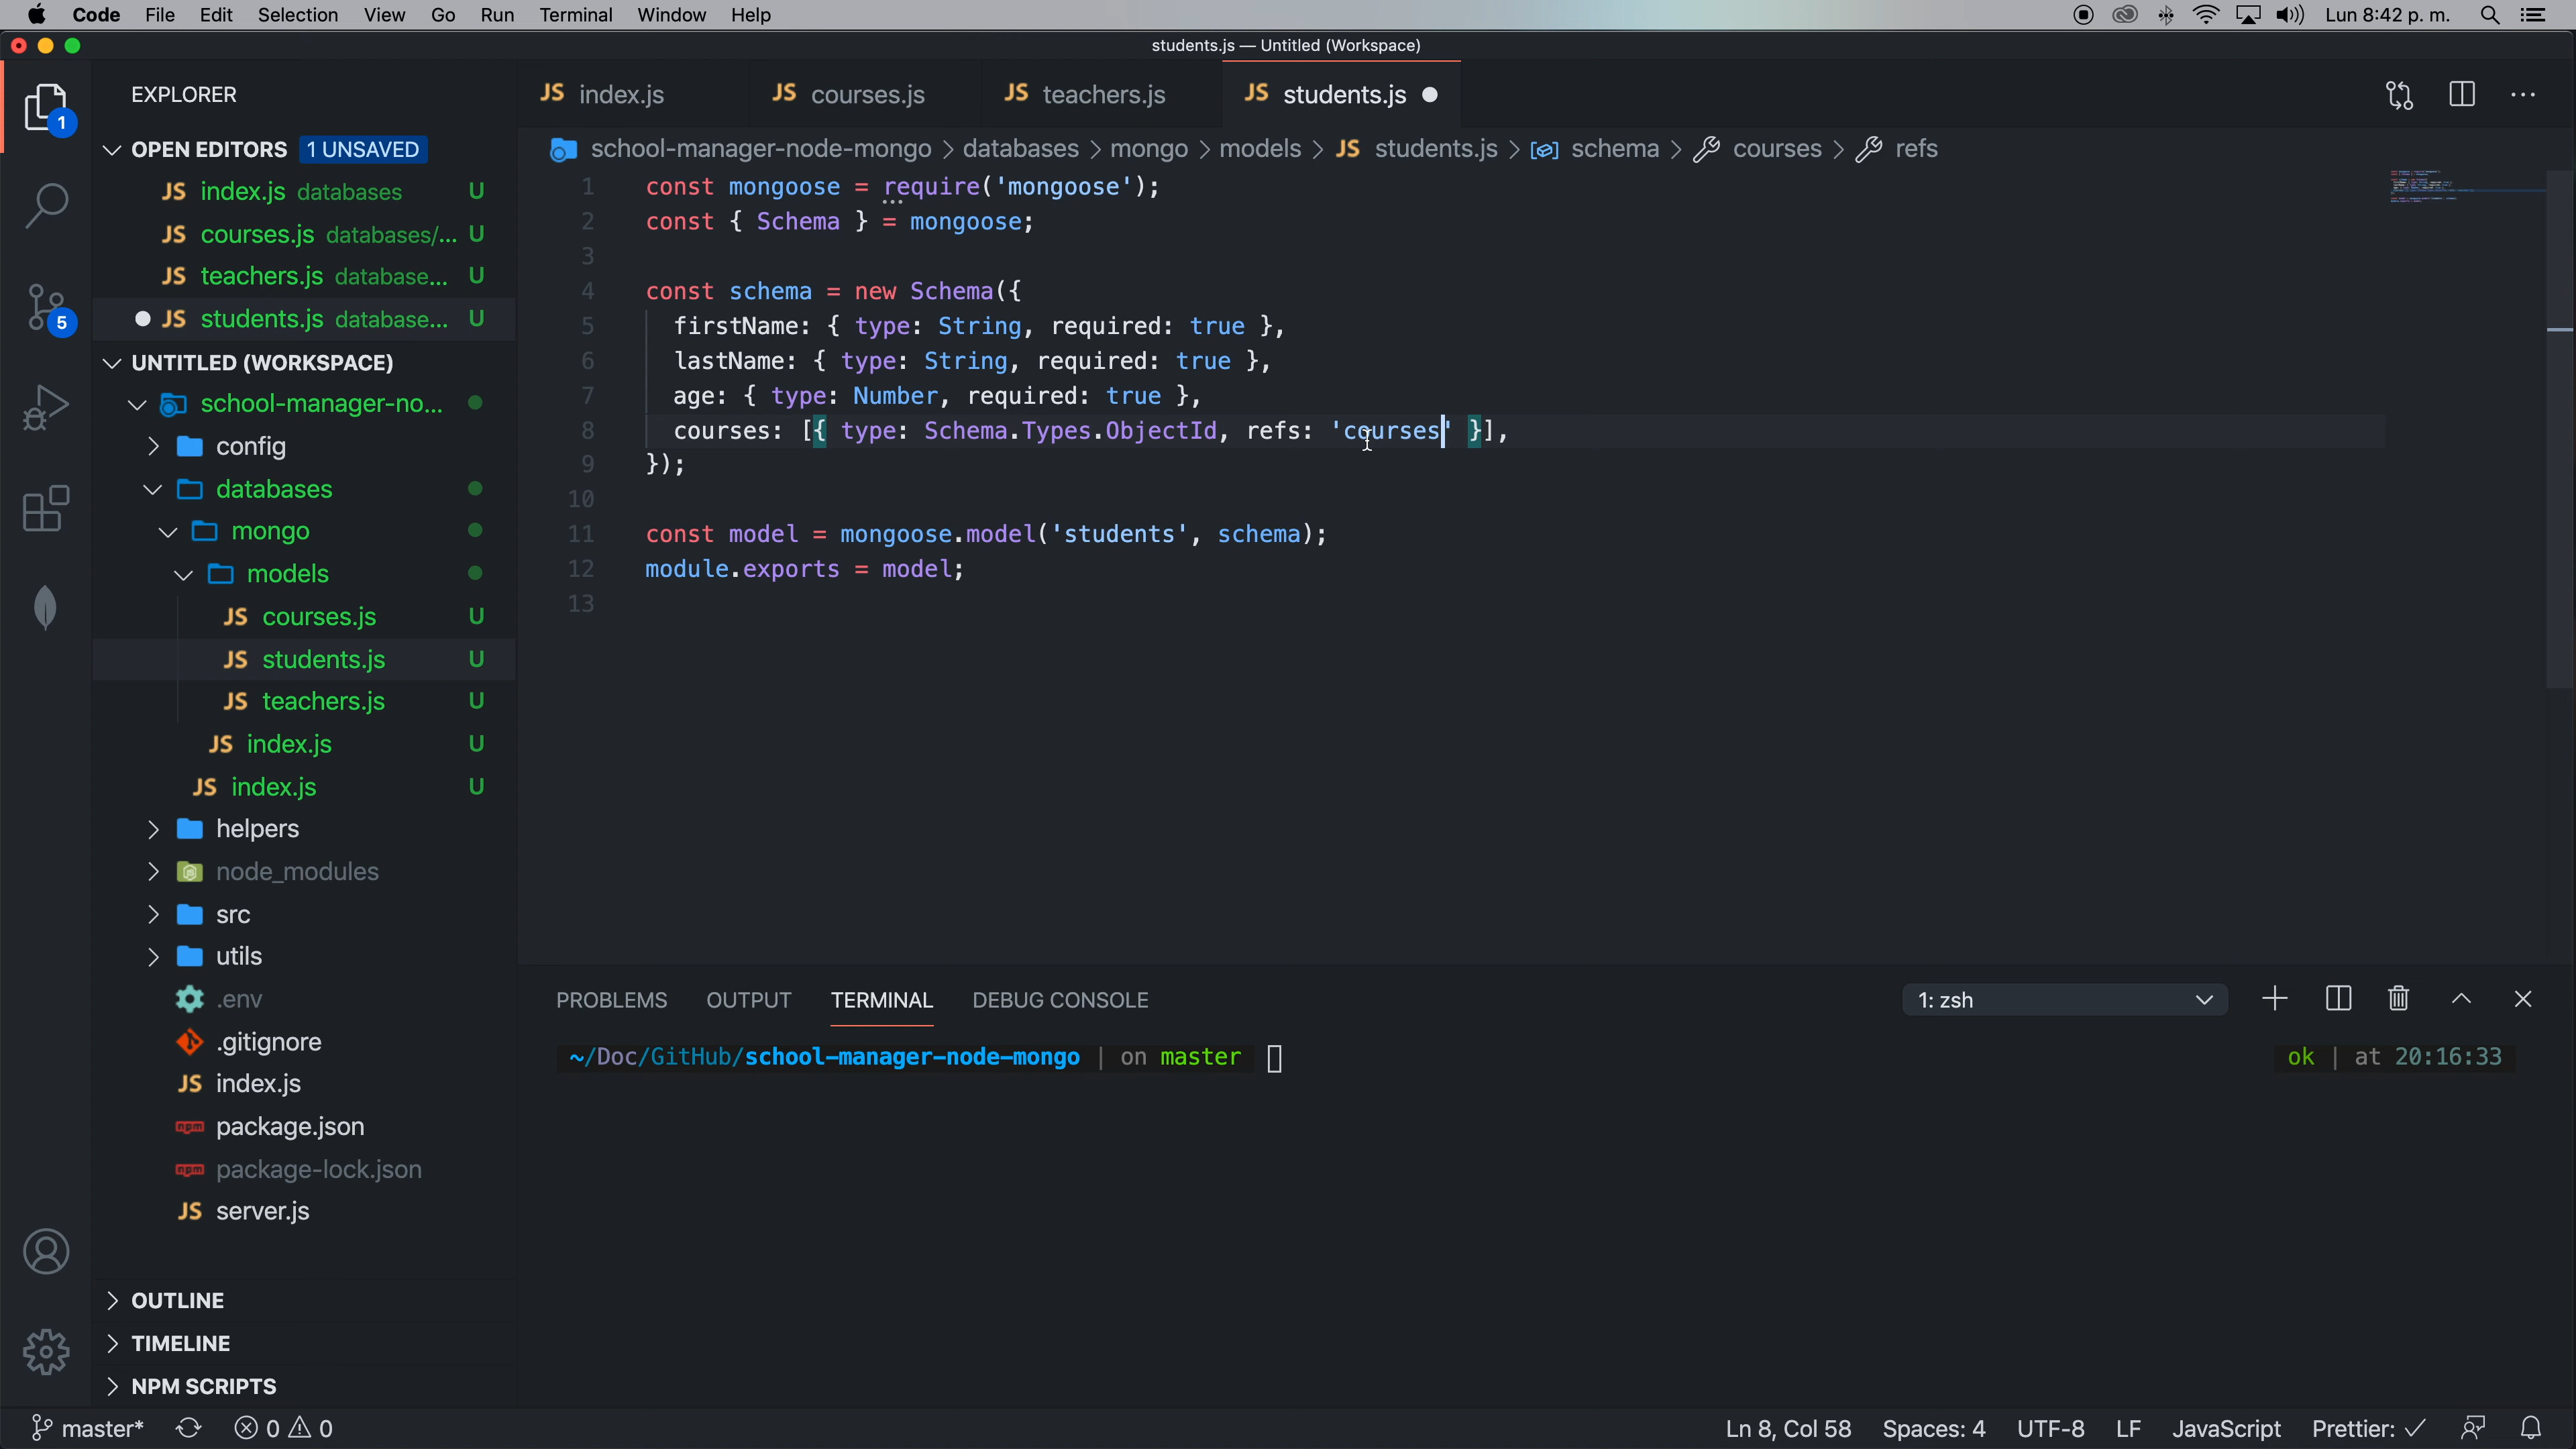 Code File Edit Selection View Go Run Terminal Window Help Lun 8:42 p. m.
students.js — Untitled (Workspace)
EXPLORER
1
OPEN EDITORS 1 UNSAVED
JS index.js databases U
JS courses.js databases/... U
JS teachers.js database... U
JS students.js database... U
5
UNTITLED (WORKSPACE)
school-manager-no...
config
databases
mongo
models
JS courses.js U
JS students.js U
JS teachers.js U
JS index.js U
JS index.js U
helpers
node_modules
src
utils
.env
.gitignore
JS index.js
npm package.json
npm package-lock.json
JS server.js
OUTLINE
TIMELINE
NPM SCRIPTS
JS index.js JS courses.js JS teachers.js JS students.js
school-manager-node-mongo > databases > mongo > models > JS students.js > schema > courses > refs
1 const mongoose = require('mongoose');
2 const { Schema } = mongoose;
3
4 const schema = new Schema({
5 firstName: { type: String, required: true },
6 lastName: { type: String, required: true },
7 age: { type: Number, required: true },
8 courses: [{ type: Schema.Types.ObjectId, refs: 'courses' }],
9 });
10
11 const model = mongoose.model('students', schema);
12 module.exports = model;
13
PROBLEMS OUTPUT TERMINAL DEBUG CONSOLE 1: zsh
~/Doc/GitHub/school-manager-node-mongo | on master ok | at 20:16:33
master* 0 0 Ln 8, Col 58 Spaces: 4 UTF-8 LF JavaScript Prettier: ✓